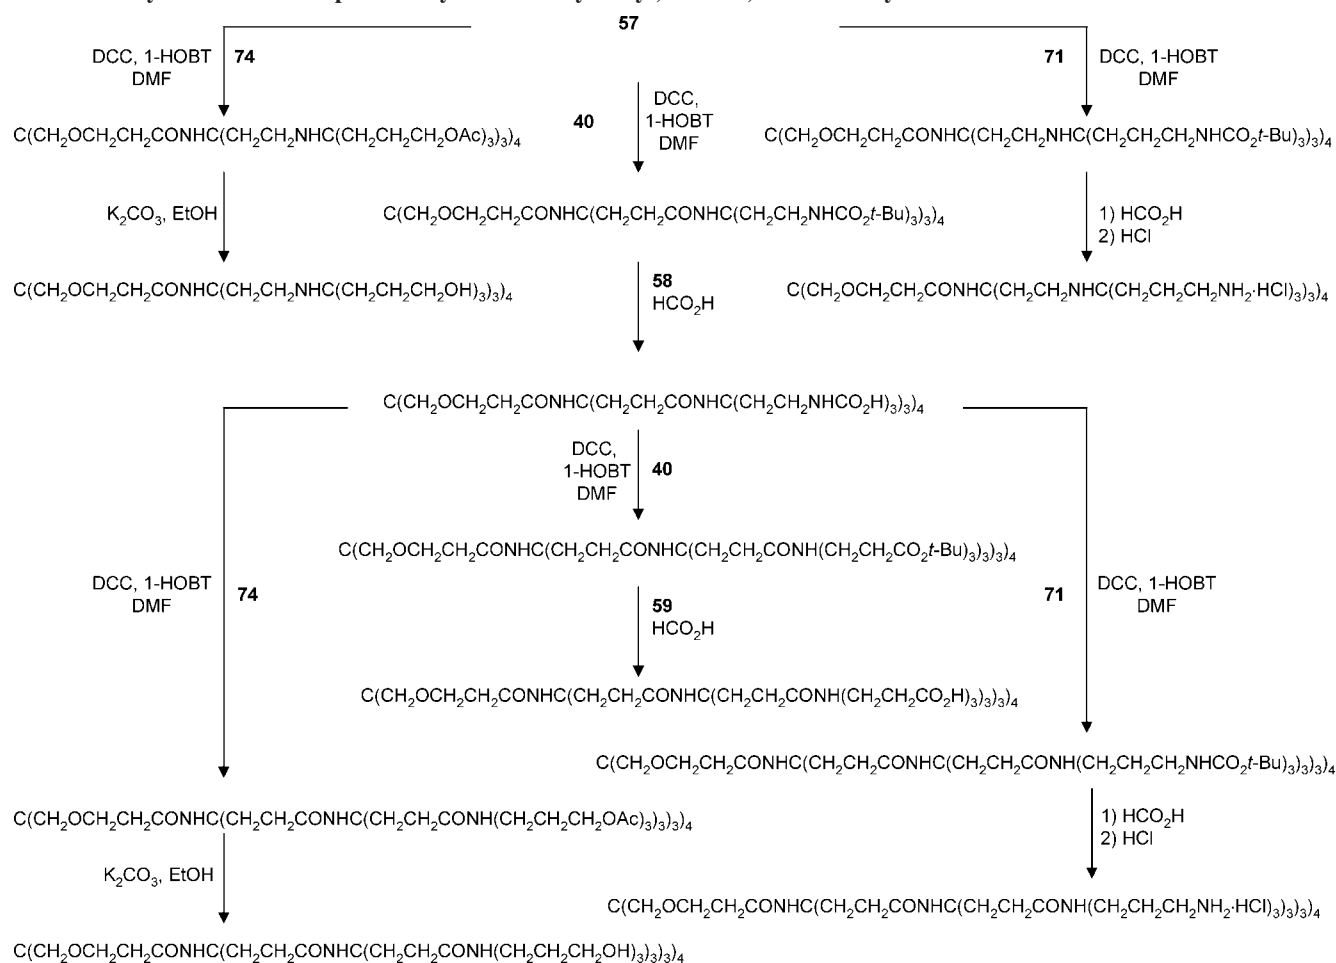 57
DCC, 1-HOBT
DMF
74
71
DCC, 1-HOBT
DMF
40
DCC,
1-HOBT
DMF
C(CH₂OCH₂CH₂CONHC(CH₂CH₂NHC(CH₂CH₂CH₂OAc)₃)₃)₄
C(CH₂OCH₂CH₂CONHC(CH₂CH₂NHC(CH₂CH₂CH₂NHCO₂t-Bu)₃)₃)₄
K₂CO₃, EtOH
C(CH₂OCH₂CH₂CONHC(CH₂CH₂CONHC(CH₂CH₂NHCO₂t-Bu)₃)₃)₄
1) HCO₂H
2) HCl
C(CH₂OCH₂CH₂CONHC(CH₂CH₂NHC(CH₂CH₂CH₂OH)₃)₃)₄
58
HCO₂H
C(CH₂OCH₂CH₂CONHC(CH₂CH₂NHC(CH₂CH₂CH₂NH₂·HCl)₃)₃)₄
C(CH₂OCH₂CH₂CONHC(CH₂CH₂CONHC(CH₂CH₂NHCO₂H)₃)₃)₄
DCC,
1-HOBT
DMF
40
C(CH₂OCH₂CH₂CONHC(CH₂CH₂CONHC(CH₂CH₂CONH(CH₂CH₂CO₂t-Bu)₃)₃)₃)₄
DCC, 1-HOBT
DMF
74
59
HCO₂H
71
DCC, 1-HOBT
DMF
C(CH₂OCH₂CH₂CONHC(CH₂CH₂CONHC(CH₂CH₂CONH(CH₂CH₂CO₂H)₃)₃)₃)₄
C(CH₂OCH₂CH₂CONHC(CH₂CH₂CONHC(CH₂CH₂CONH(CH₂CH₂CH₂NHCO₂t-Bu)₃)₃)₃)₄
C(CH₂OCH₂CH₂CONHC(CH₂CH₂CONHC(CH₂CH₂CONH(CH₂CH₂CH₂OAc)₃)₃)₃)₄
1) HCO₂H
2) HCl
K₂CO₃, EtOH
C(CH₂OCH₂CH₂CONHC(CH₂CH₂CONHC(CH₂CH₂CONH(CH₂CH₂CH₂NH₂·HCl)₃)₃)₃)₄
C(CH₂OCH₂CH₂CONHC(CH₂CH₂CONHC(CH₂CH₂CONH(CH₂CH₂CH₂OH)₃)₃)₃)₄